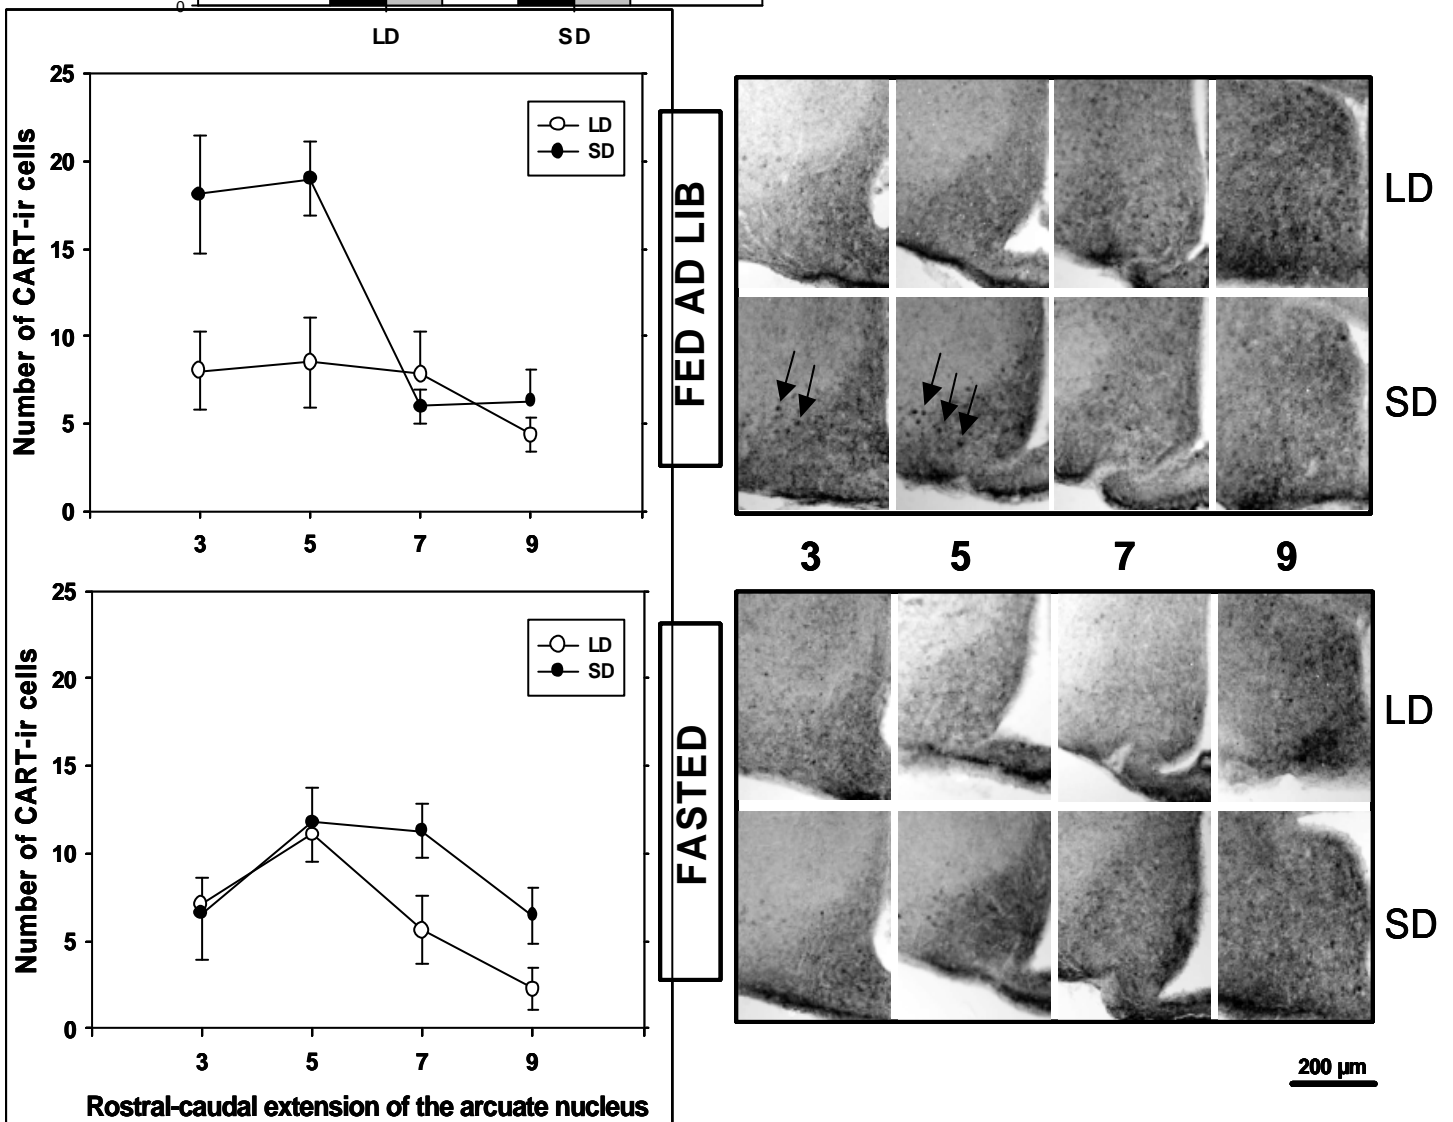 0
LD SD
25
20
15
10
5
0
Number of CART-ir cells
LD
SD
3 5 7 9
FED AD LIB
LD
SD
3 5 7 9
25
20
15
10
5
0
Number of CART-ir cells
LD
SD
3 5 7 9
Rostral-caudal extension of the arcuate nucleus
FASTED
LD
SD
200 µm